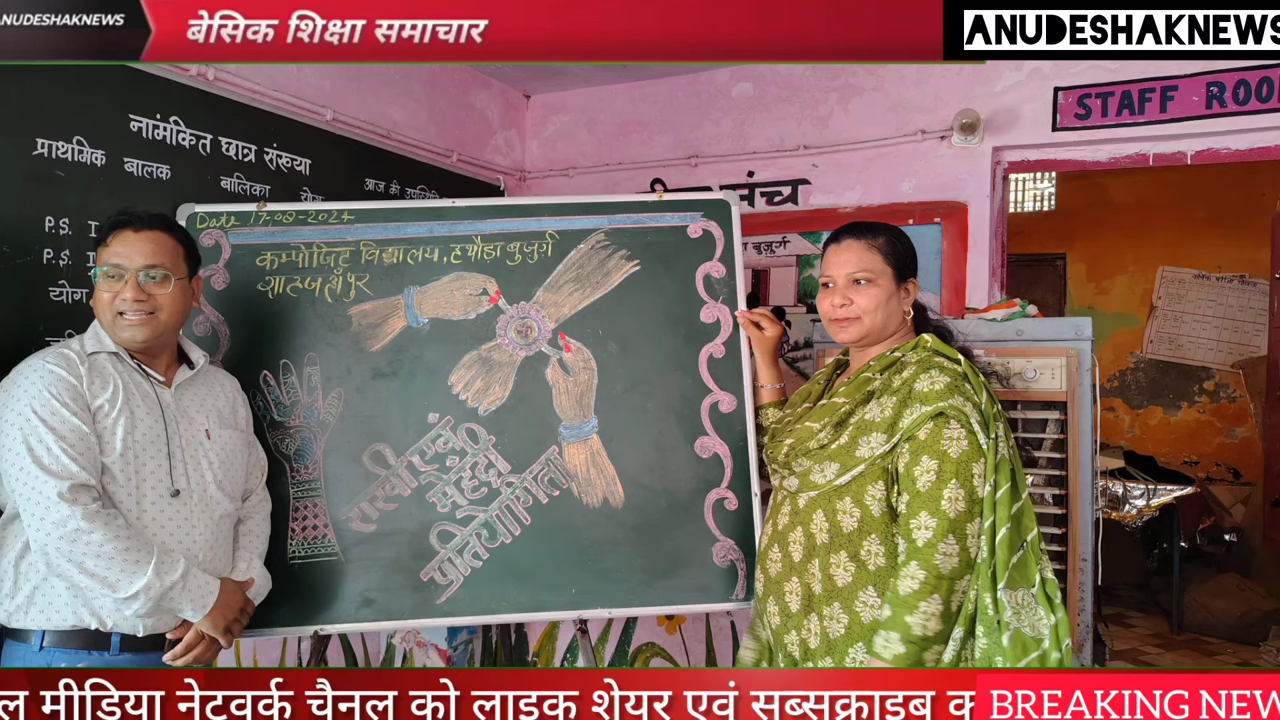 ANUDESHAKNEWS
बेसिक शिक्षा समाचार
ANUDESHAKNEWS
STAFF ROO
नामंकित छात्र संख्या
प्राथमिक बालक बालिका योग आज की उपस्थिति
P.S. I
P.S. I
योग
मंच
बुजुर्ग
Date 17-08-2024
कम्पोजिट विद्यालय, हथौड़ा बुजुर्ग
शाहजहाँपुर
राखी एवं
मेहंदी
प्रतियोगिता
ल मीडिया नेटवर्क चैनल को लाइक शेयर एवं सब्सक्राइब क
BREAKING NEW